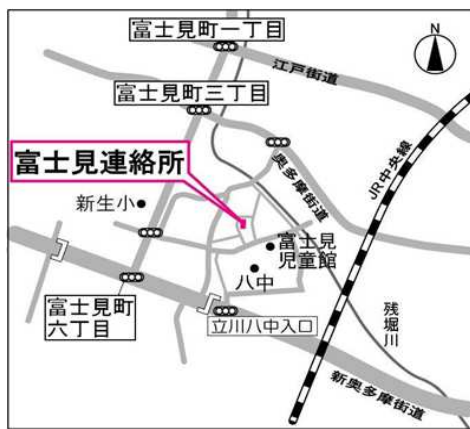 富士見町一丁目
N
江戸街道
富士見町三丁目
富士見連絡所
奥多摩街道
JR中央線
新生小
富士見
児童館
八中
富士見町
六丁目
立川八中入口
残堀川
新奥多摩街道